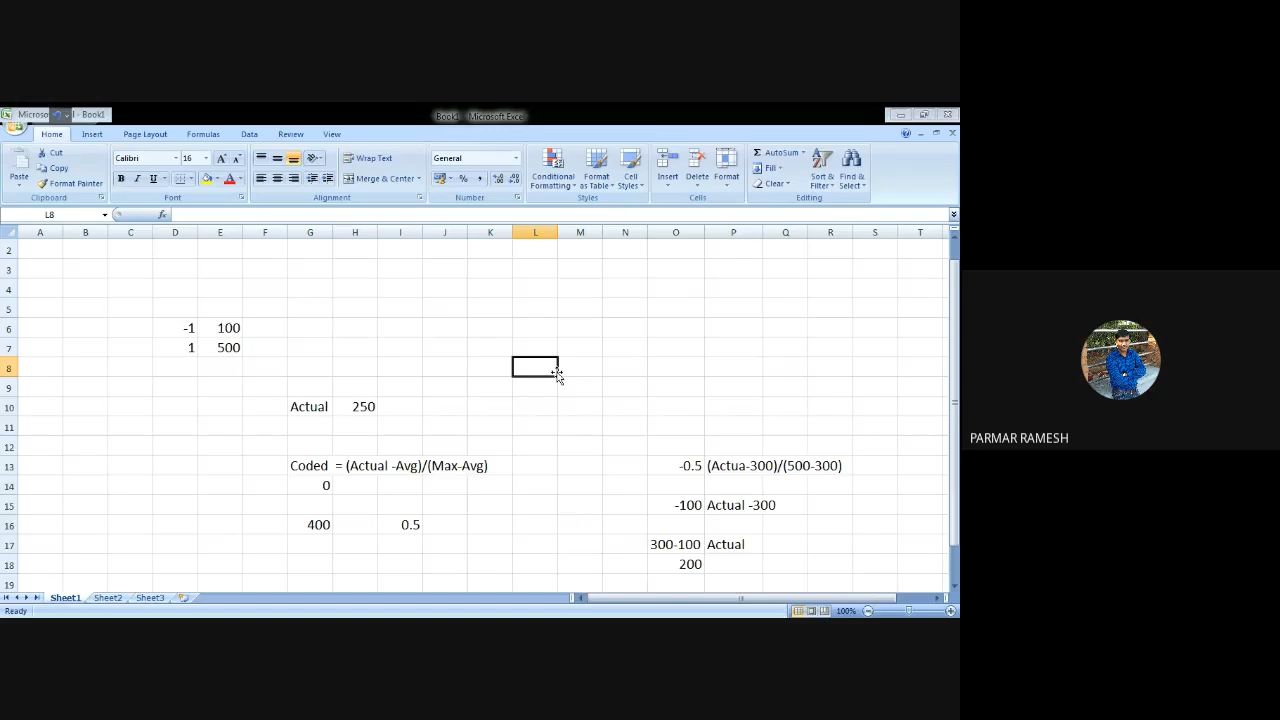 Microso - Book1
Book1 - Microsoft Excel
Home Insert Page Layout Formulas Data Review View
Paste
Cut
Copy
Format Painter
Clipboard
Calibri 16
B I U
Font
Wrap Text
Merge & Center
Alignment
General
Number
Conditional Formatting
Format as Table
Cell Styles
Styles
Insert Delete Format
Cells
AutoSum
Fill
Clear
Sort & Filter
Find & Select
Editing
L8 fx
A B C D E F G H I J K L M N O P Q R S T
2
3
4
5
6 -1 100
7 1 500
8
9
10 Actual 250
11
12
13 Coded = (Actual -Avg)/(Max-Avg) -0.5 (Actua-300)/(500-300)
14 0
15 -100 Actual -300
16 400 0.5
17 300-100 Actual
18 200
19
Sheet1 Sheet2 Sheet3
Ready 100%
PARMAR RAMESH